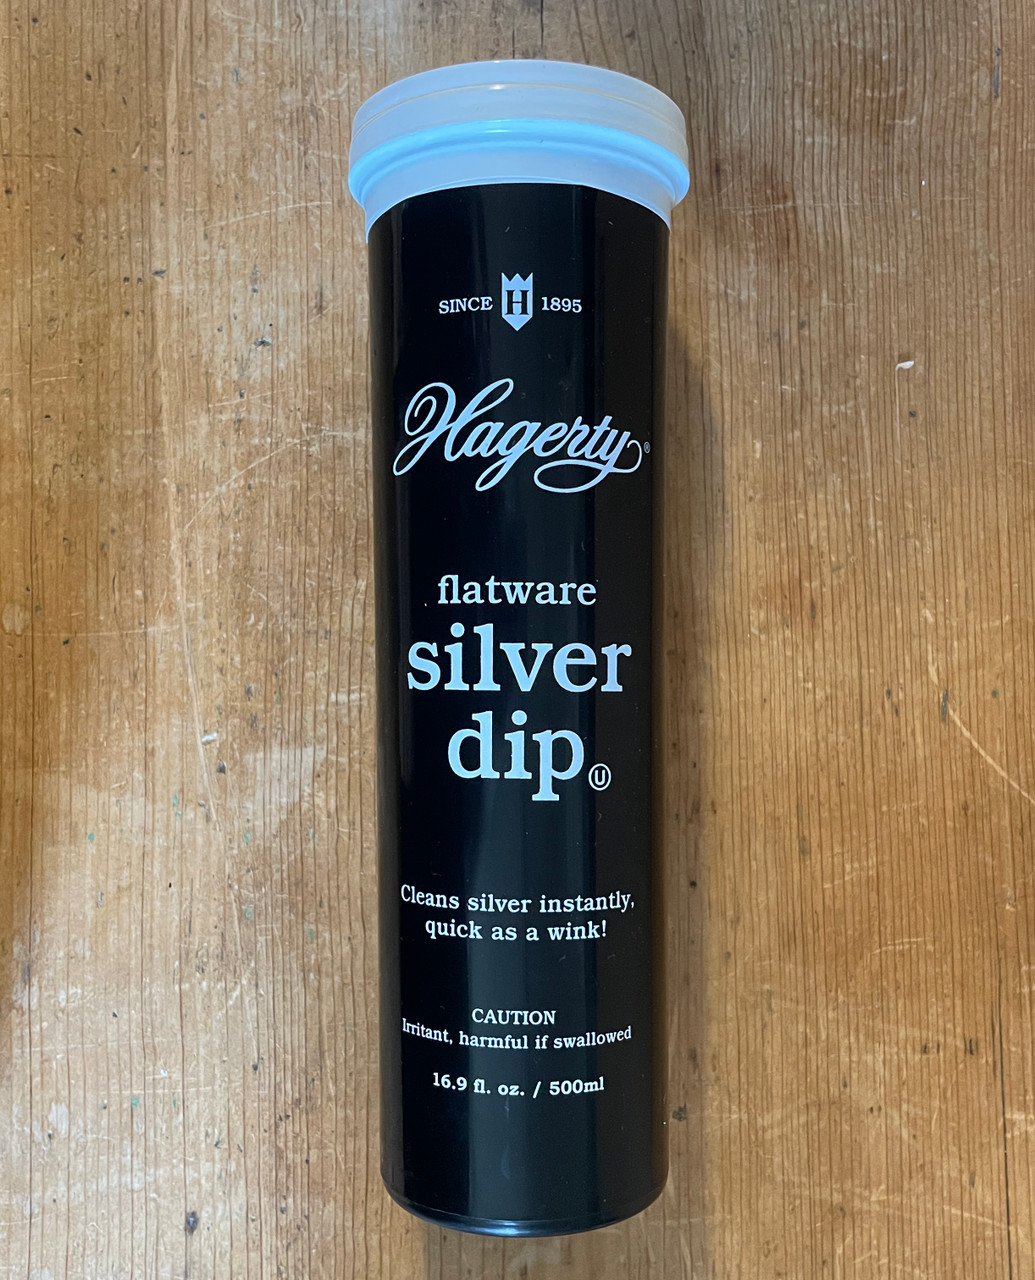 SINCE H 1895
Hagerty®
flatware
silver
dip Ⓤ
Cleans silver instantly,
quick as a wink!
CAUTION
Irritant, harmful if swallowed
16.9 fl. oz. / 500ml